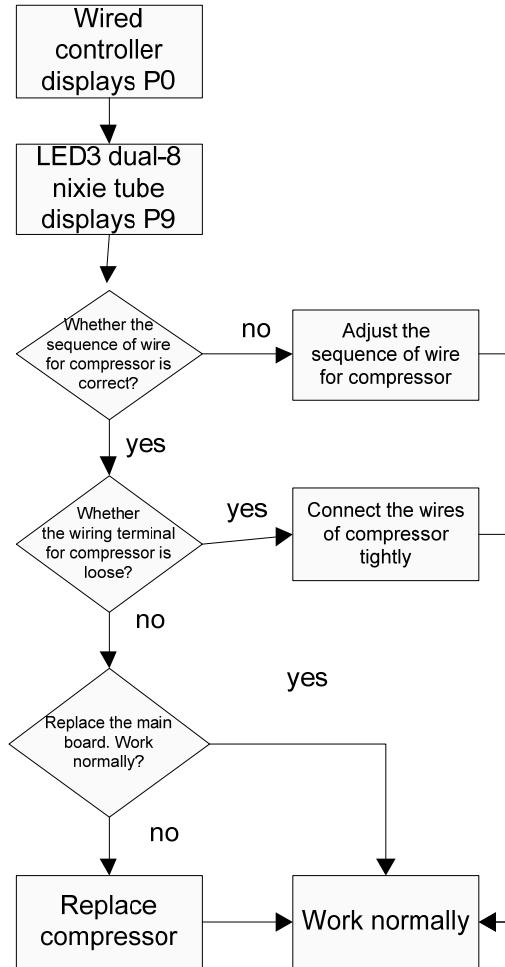 Wired
controller
displays P0
LED3 dual-8
nixie tube
displays P9
Whether the
sequence of wire
for compressor is
correct?
no
Adjust the
sequence of wire
for compressor
yes
Whether
the wiring terminal
for compressor is
loose?
yes
Connect the wires
of compressor
tightly
no
yes
Replace the main
board. Work
normally?
no
Replace
compressor
Work normally